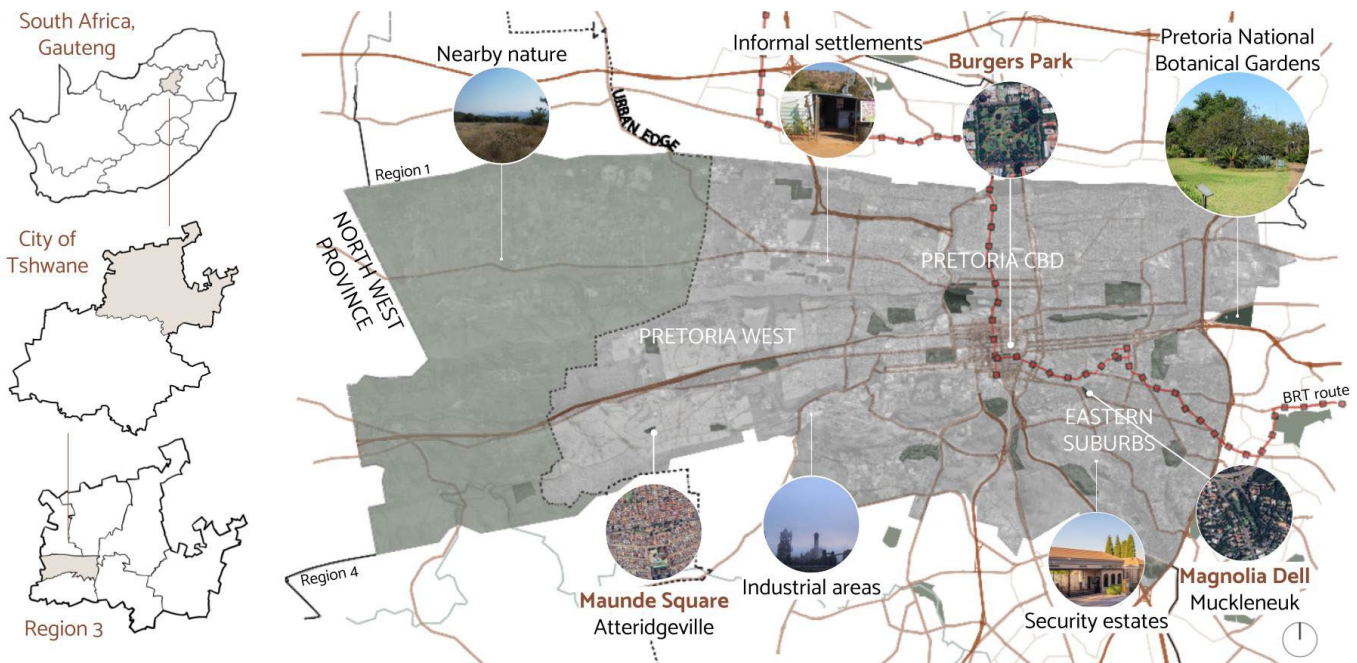 South Africa,
Gauteng
City of
Tshwane
Region 3
Nearby nature
Informal settlements
Burgers Park
Pretoria National
Botanical Gardens
URBAN EDGE
Region 1
NORTH WEST
PROVINCE
PRETORIA CBD
PRETORIA WEST
BRT route
EASTERN
SUBURBS
Region 4
Maunde Square
Atteridgeville
Industrial areas
Security estates
Magnolia Dell
Muckleneuk